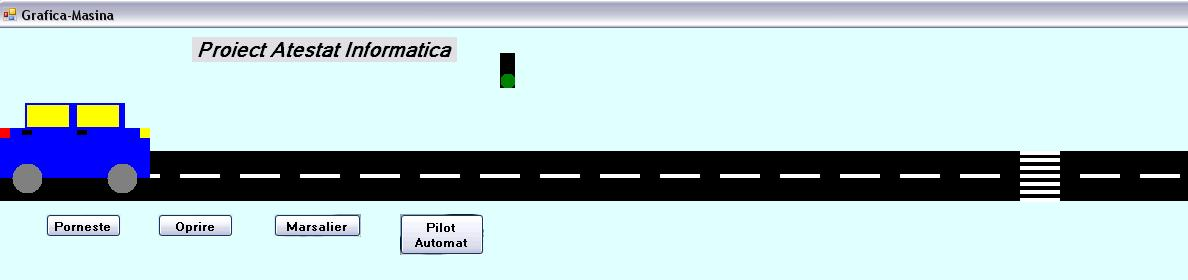 Grafica-Masina
Proiect Atestat Informatica
Porneste
Oprire
Marsalier
Pilot
Automat